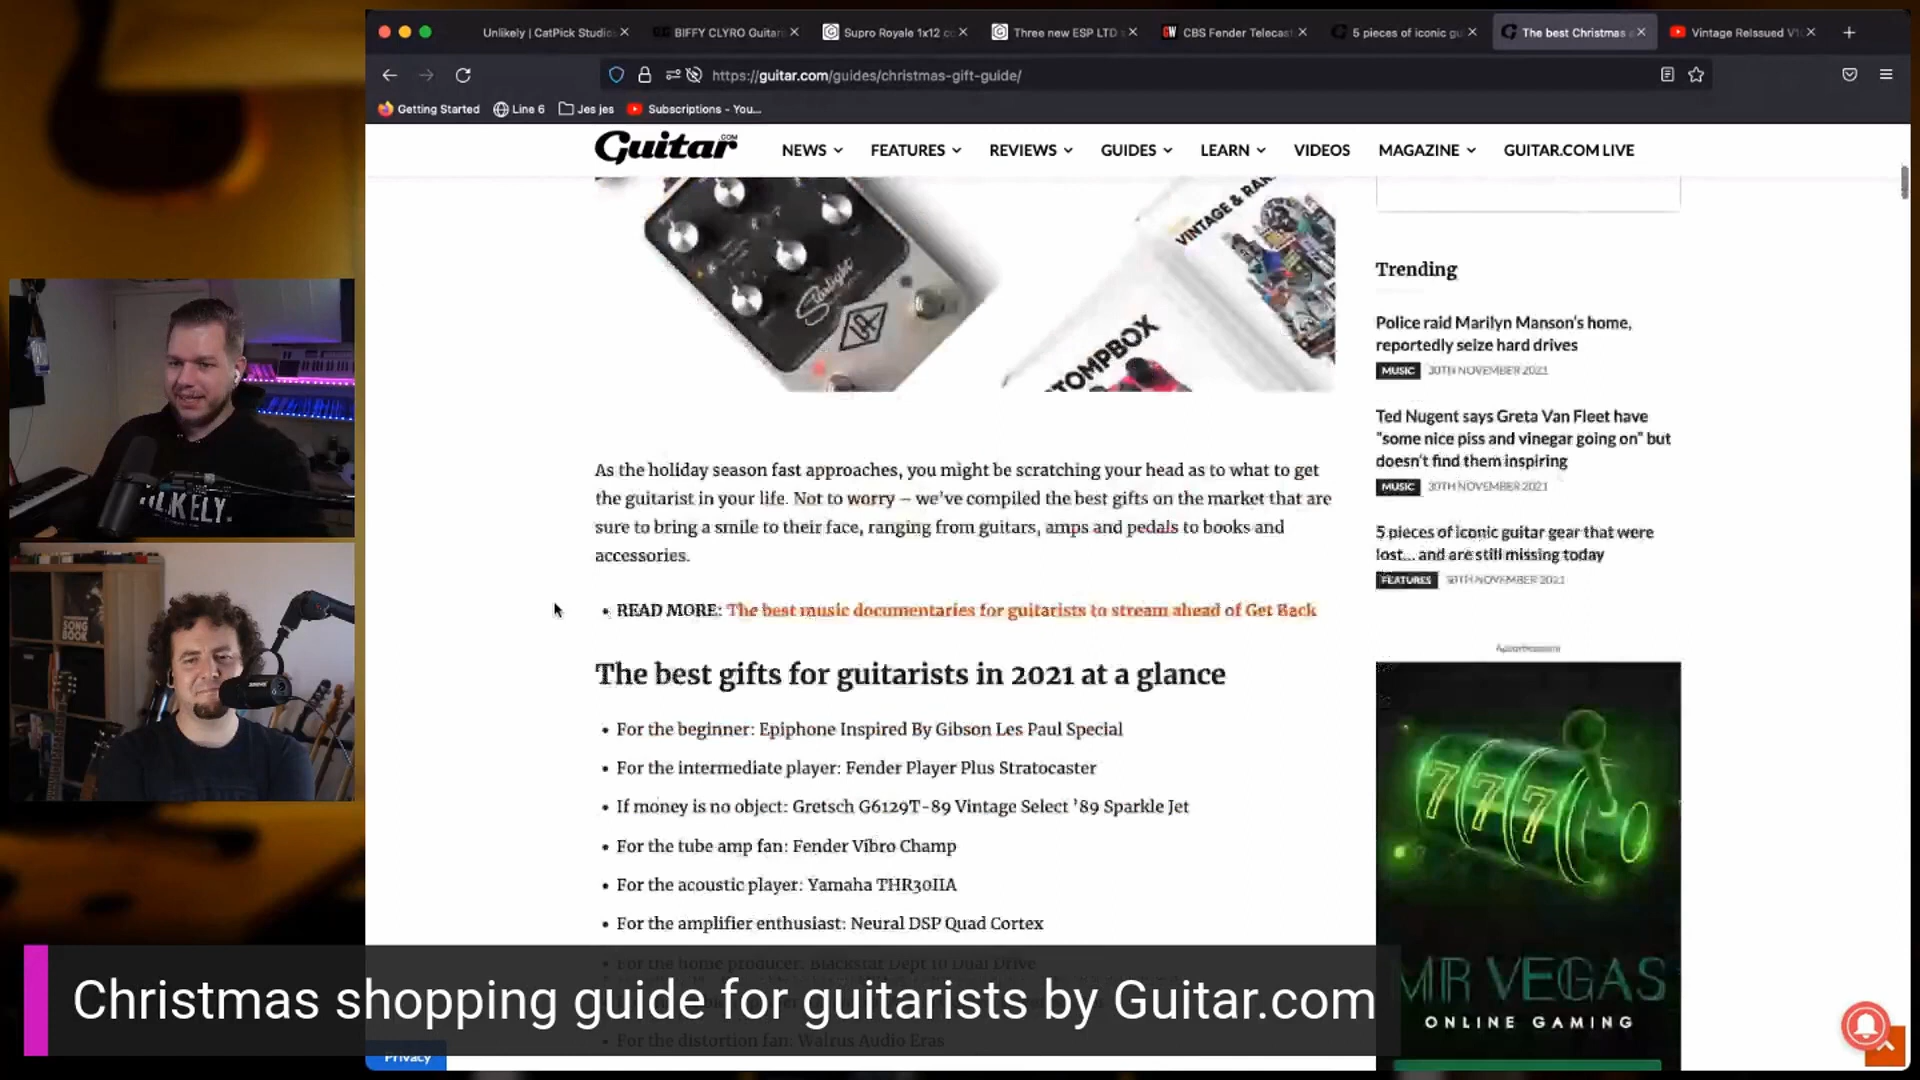 Unlikely | CatPick Studio
BIFFY CLYRO Guitar
Supro Royale 1x12 c
Three new ESP LTD s
CBS Fender Telecas
5 pieces of iconic gu
The best Christmas
Vintage ReIssued V1
https://guitar.com/guides/christmas-gift-guide/
Getting Started
Line 6
Jes jes
Subscriptions - You...
Guitar.COM
NEWS
FEATURES
REVIEWS
GUIDES
LEARN
VIDEOS
MAGAZINE
GUITAR.COM LIVE
Starlight
UA
TOMPBOX
VINTAGE & RAR
As the holiday season fast approaches, you might be scratching your head as to what to get
the guitarist in your life. Not to worry – we've compiled the best gifts on the market that are
sure to bring a smile to their face, ranging from guitars, amps and pedals to books and
accessories.
READ MORE: The best music documentaries for guitarists to stream ahead of Get Back
The best gifts for guitarists in 2021 at a glance
For the beginner: Epiphone Inspired By Gibson Les Paul Special
For the intermediate player: Fender Player Plus Stratocaster
If money is no object: Gretsch G6129T-89 Vintage Select '89 Sparkle Jet
For the tube amp fan: Fender Vibro Champ
For the acoustic player: Yamaha THR30IIA
For the amplifier enthusiast: Neural DSP Quad Cortex
For the home producer: Blackstar Dept 10 Dual Drive
For the distortion fan: Walrus Audio Eras
Trending
Police raid Marilyn Manson's home,
reportedly seize hard drives
MUSIC 30TH NOVEMBER 2021
Ted Nugent says Greta Van Fleet have
"some nice piss and vinegar going on" but
doesn't find them inspiring
MUSIC 30TH NOVEMBER 2021
5 pieces of iconic guitar gear that were
lost... and are still missing today
FEATURES 30TH NOVEMBER 2021
Advertisement
777
MR VEGAS
ONLINE GAMING
NLIKELY.
SONG
BOOK
SHURE
Christmas shopping guide for guitarists by Guitar.com
Privacy